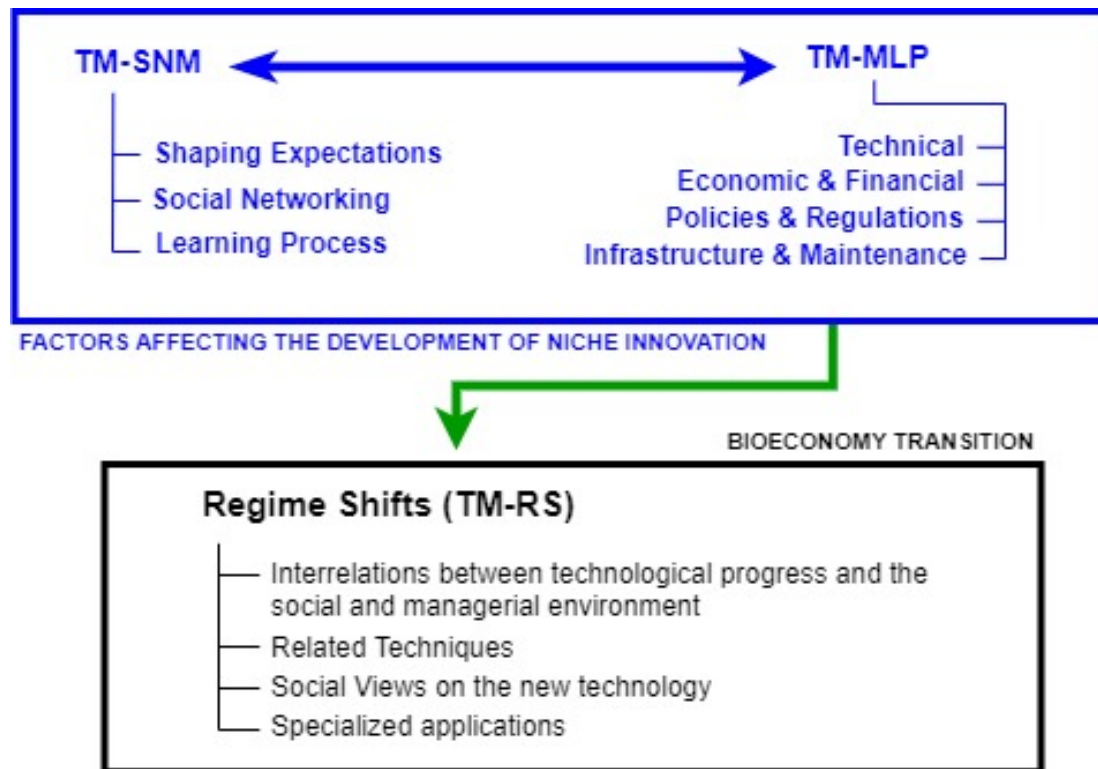 TM-SNM
Shaping Expectations
Social Networking
Learning Process
TM-MLP
Technical
Economic & Financial
Policies & Regulations
Infrastructure & Maintenance
FACTORS AFFECTING THE DEVELOPMENT OF NICHE INNOVATION
BIOECONOMY TRANSITION
Regime Shifts (TM-RS)
Interrelations between technological progress and the
social and managerial environment
Related Techniques
Social Views on the new technology
Specialized applications